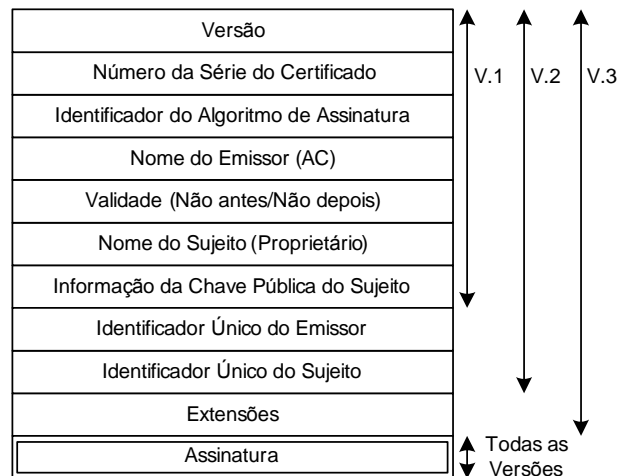 Versão
Número da Série do Certificado
Identificador do Algoritmo de Assinatura
Nome do Emissor (AC)
Validade (Não antes/Não depois)
Nome do Sujeito (Proprietário)
Informação da Chave Pública do Sujeito
Identificador Único do Emissor
Identificador Único do Sujeito
Extensões
Assinatura
V.1
V.2
V.3
Todas as
Versões